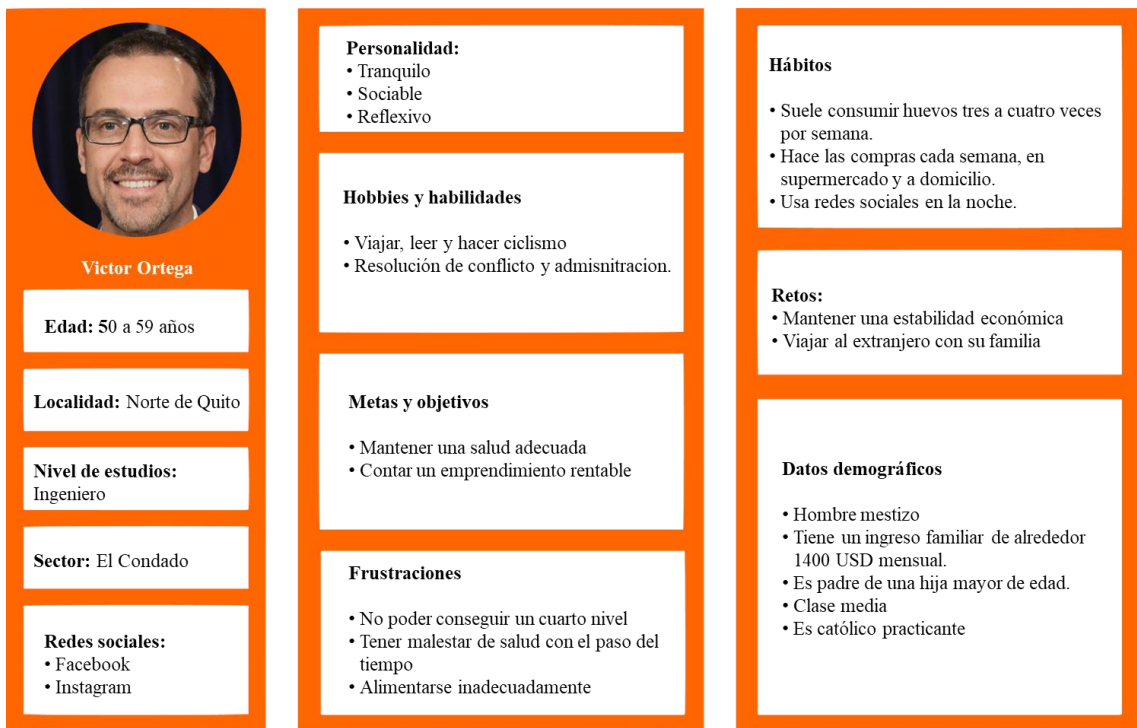 Victor Ortega
Edad: 50 a 59 años
Localidad: Norte de Quito
Nivel de estudios:
Ingeniero
Sector: El Condado
Redes sociales:
• Facebook
• Instagram
Personalidad:
• Tranquilo
• Sociable
• Reflexivo
Hobbies y habilidades
• Viajar, leer y hacer ciclismo
• Resolución de conflicto y admisnitracion.
Metas y objetivos
• Mantener una salud adecuada
• Contar un emprendimiento rentable
Frustraciones
• No poder conseguir un cuarto nivel
• Tener malestar de salud con el paso del
tiempo
• Alimentarse inadecuadamente
Hábitos
• Suele consumir huevos tres a cuatro veces
por semana.
• Hace las compras cada semana, en
supermercado y a domicilio.
• Usa redes sociales en la noche.
Retos:
• Mantener una estabilidad económica
• Viajar al extranjero con su familia
Datos demográficos
• Hombre mestizo
• Tiene un ingreso familiar de alrededor
1400 USD mensual.
• Es padre de una hija mayor de edad.
• Clase media
• Es católico practicante